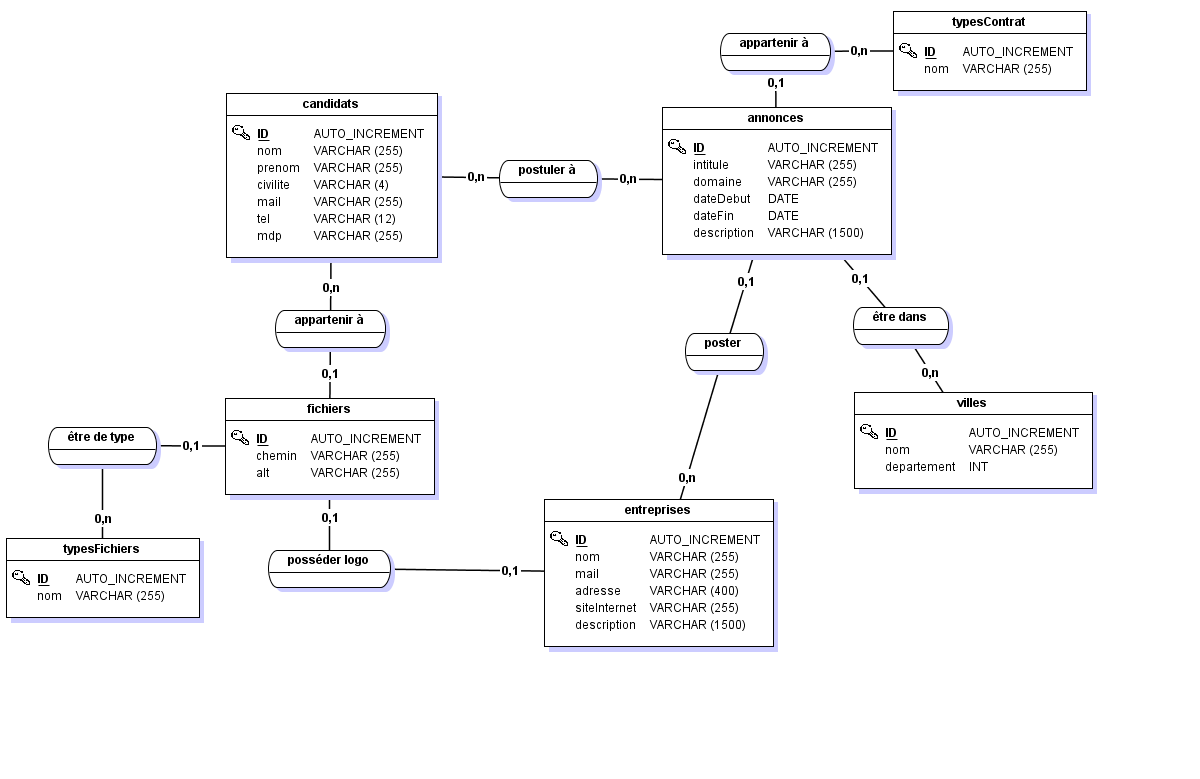 typesContrat
ID AUTO_INCREMENT
nom VARCHAR (255)
appartenir à
0,n
0,1
candidats
ID AUTO_INCREMENT
nom VARCHAR (255)
prenom VARCHAR (255)
civilite VARCHAR (4)
mail VARCHAR (255)
tel VARCHAR (12)
mdp VARCHAR (255)
0,n
postuler à
0,n
annonces
ID AUTO_INCREMENT
intitule VARCHAR (255)
domaine VARCHAR (255)
dateDebut DATE
dateFin DATE
description VARCHAR (1500)
0,n
appartenir à
0,1
0,1
poster
0,n
0,1
être dans
0,n
villes
ID AUTO_INCREMENT
nom VARCHAR (255)
departement INT
fichiers
ID AUTO_INCREMENT
chemin VARCHAR (255)
alt VARCHAR (255)
être de type
0,1
0,n
typesFichiers
ID AUTO_INCREMENT
nom VARCHAR (255)
0,1
posséder logo
0,1
entreprises
ID AUTO_INCREMENT
nom VARCHAR (255)
mail VARCHAR (255)
adresse VARCHAR (400)
siteInternet VARCHAR (255)
description VARCHAR (1500)